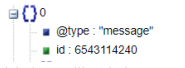 {} 0
@type : "message"
id : 6543114240